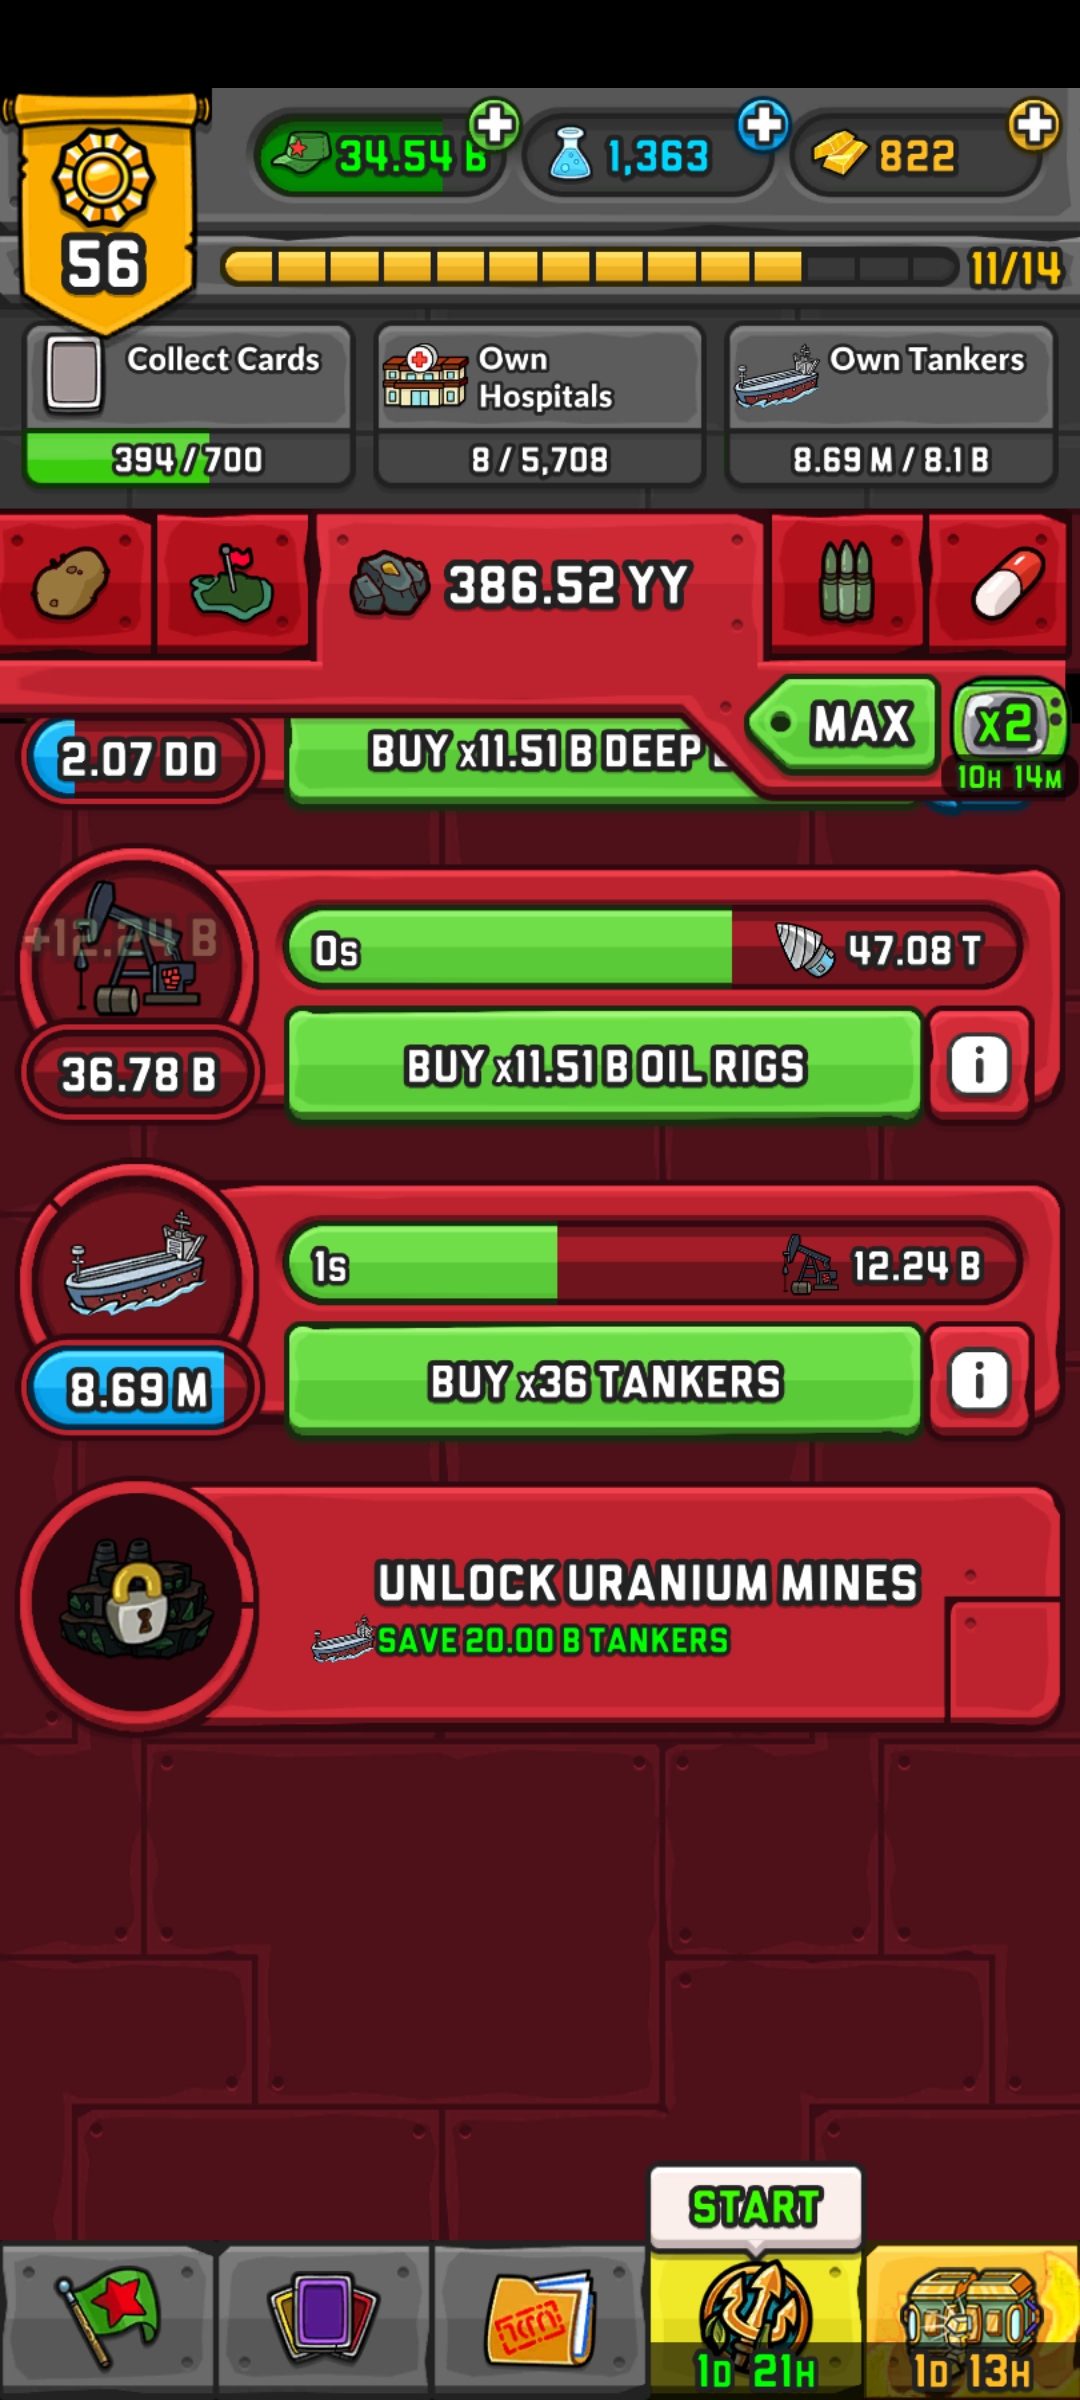 34.54 B
1,363
822
56
11/14
Collect Cards
394/700
Own
Hospitals
8/5,708
Own Tankers
8.69 M/8.1 B
386.52 YY
MAX
x2
10H 14M
2.07 DD
BUY x11.51 B DEEP
+12.24 B
0s
47.08 T
36.78 B
BUY x11.51 B OIL RIGS
i
1s
12.24 B
8.69 M
BUY x36 TANKERS
i
UNLOCK URANIUM MINES
SAVE 20.00 B TANKERS
START
1D 21H
1D 13H